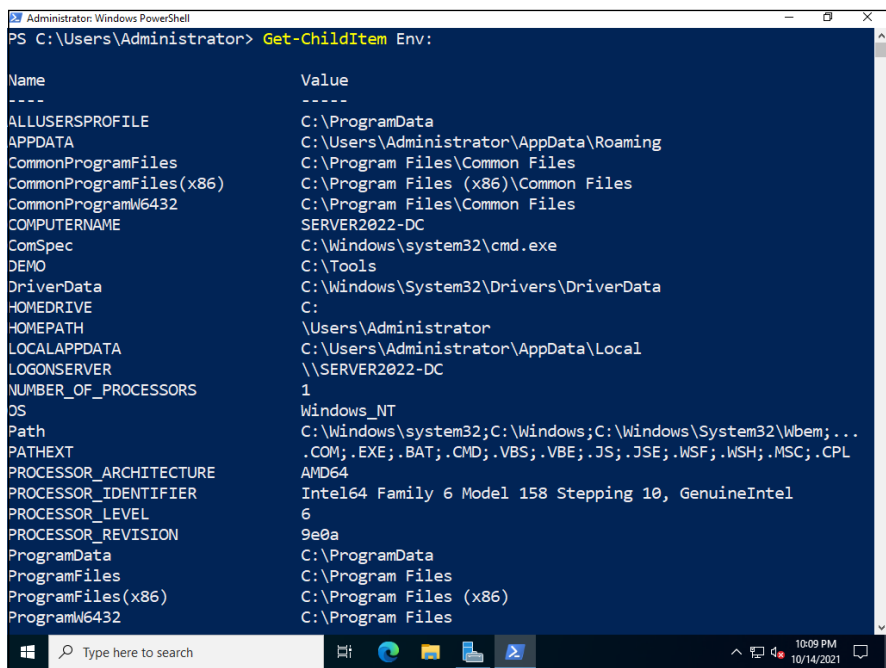 Administrator: Windows PowerShell
PS C:\Users\Administrator> Get-ChildItem Env:
Name Value
---- -----
ALLUSERSPROFILE C:\ProgramData
APPDATA C:\Users\Administrator\AppData\Roaming
CommonProgramFiles C:\Program Files\Common Files
CommonProgramFiles(x86) C:\Program Files (x86)\Common Files
CommonProgramW6432 C:\Program Files\Common Files
COMPUTERNAME SERVER2022-DC
ComSpec C:\Windows\system32\cmd.exe
DEMO C:\Tools
DriverData C:\Windows\System32\Drivers\DriverData
HOMEDRIVE C:
HOMEPATH \Users\Administrator
LOCALAPPDATA C:\Users\Administrator\AppData\Local
LOGONSERVER \\SERVER2022-DC
NUMBER_OF_PROCESSORS 1
OS Windows_NT
Path C:\Windows\system32;C:\Windows;C:\Windows\System32\Wbem;...
PATHEXT .COM;.EXE;.BAT;.CMD;.VBS;.VBE;.JS;.JSE;.WSF;.WSH;.MSC;.CPL
PROCESSOR_ARCHITECTURE AMD64
PROCESSOR_IDENTIFIER Intel64 Family 6 Model 158 Stepping 10, GenuineIntel
PROCESSOR_LEVEL 6
PROCESSOR_REVISION 9e0a
ProgramData C:\ProgramData
ProgramFiles C:\Program Files
ProgramFiles(x86) C:\Program Files (x86)
ProgramW6432 C:\Program Files
Type here to search
10:09 PM
10/14/2021